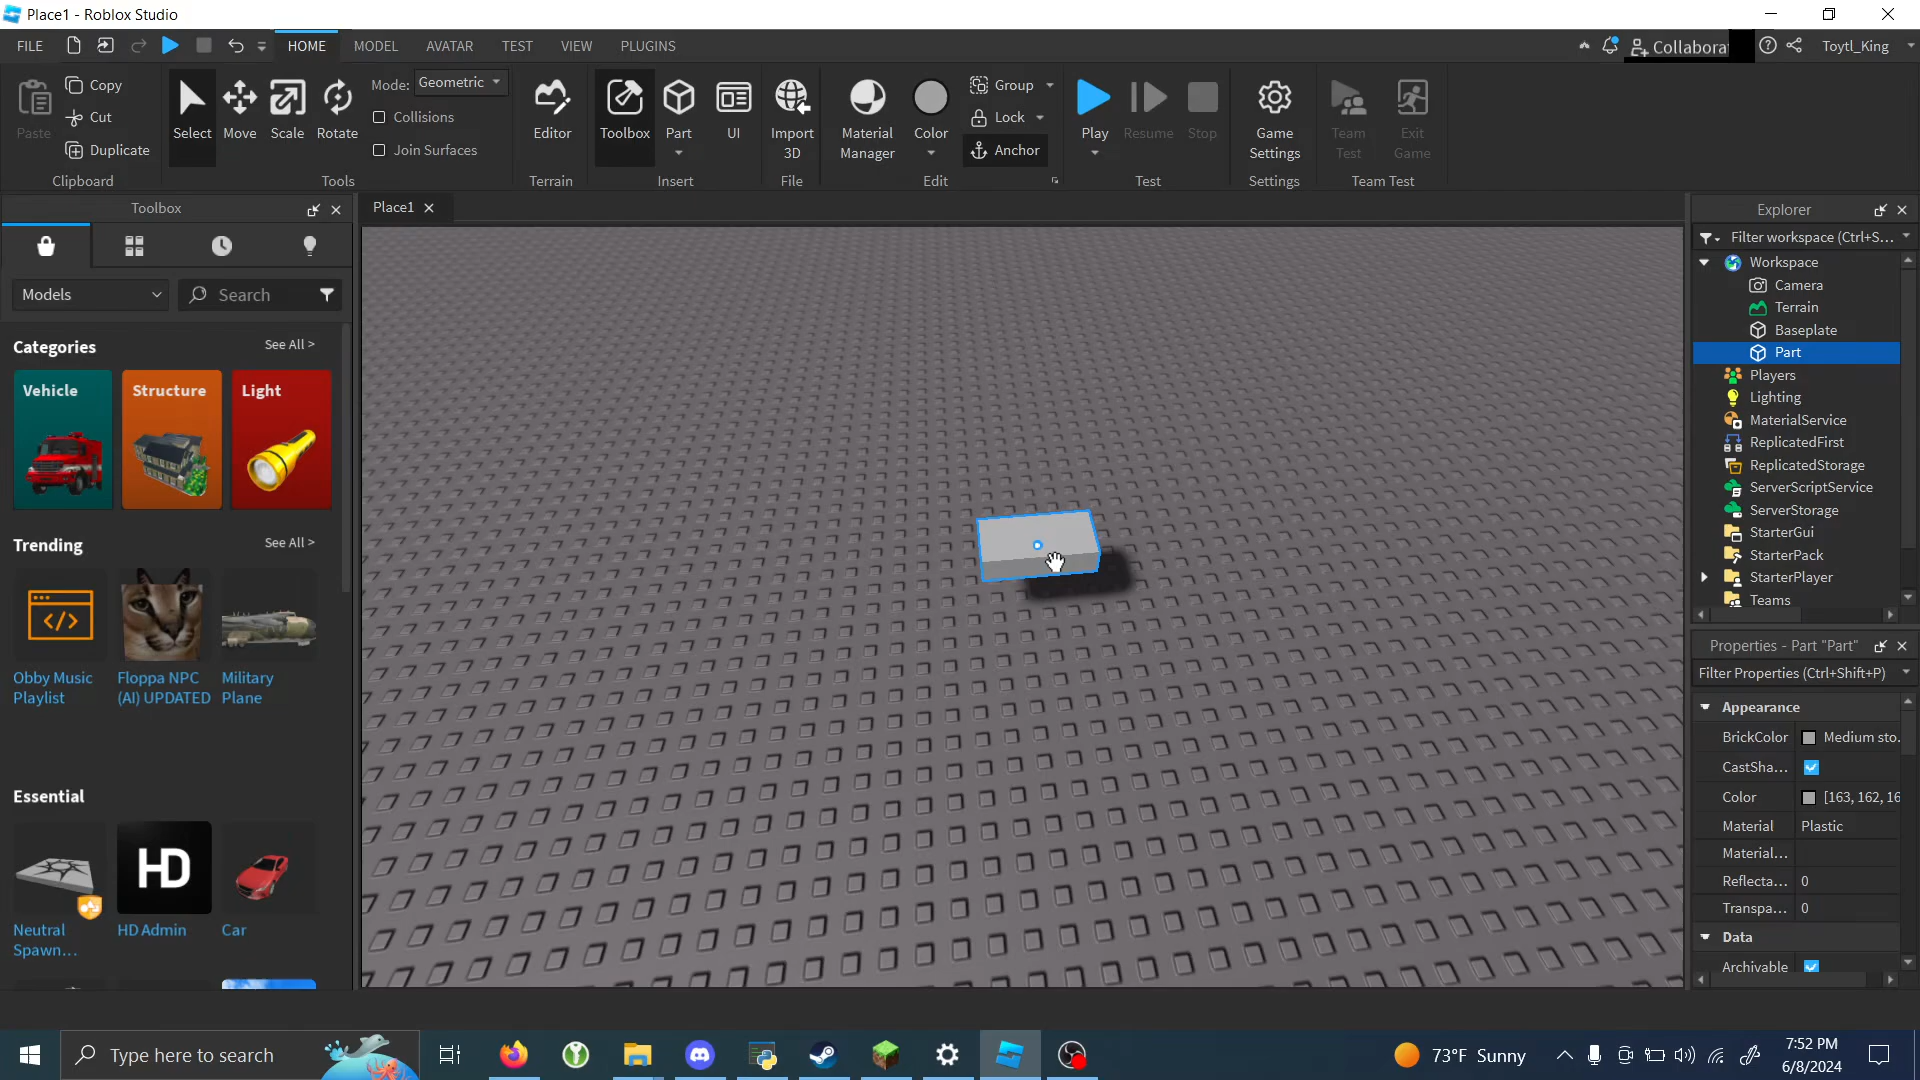 Place1 - Roblox Studio
FILE HOME MODEL AVATAR TEST VIEW PLUGINS Collabora Toytl_King
Paste Copy Cut Duplicate
Select Move Scale Rotate
Mode: Geometric
Collisions
Join Surfaces
Editor Toolbox Part UI Import 3D Material Manager Color
Group
Lock
Anchor
Play Resume Stop Game Settings Team Test Exit Game
Clipboard Tools Terrain Insert File Edit Test Settings Team Test
Toolbox
Place1
Models Search
Categories See All >
Vehicle Structure Light
Trending See All >
</>
Obby Music Playlist
Floppa NPC (AI) UPDATED
Military Plane
Essential
HD
Neutral Spawn...
HD Admin
Car
Explorer
Filter workspace (Ctrl+S...
Workspace
Camera
Terrain
Baseplate
Part
Players
Lighting
MaterialService
ReplicatedFirst
ReplicatedStorage
ServerScriptService
ServerStorage
StarterGui
StarterPack
StarterPlayer
Teams
Properties - Part "Part"
Filter Properties (Ctrl+Shift+P)
Appearance
BrickColor Medium sto.
CastSha...
Color [163, 162, 16
Material Plastic
Material...
Reflecta... 0
Transpa... 0
Data
Archivable
Type here to search
73°F Sunny
7:52 PM
6/8/2024